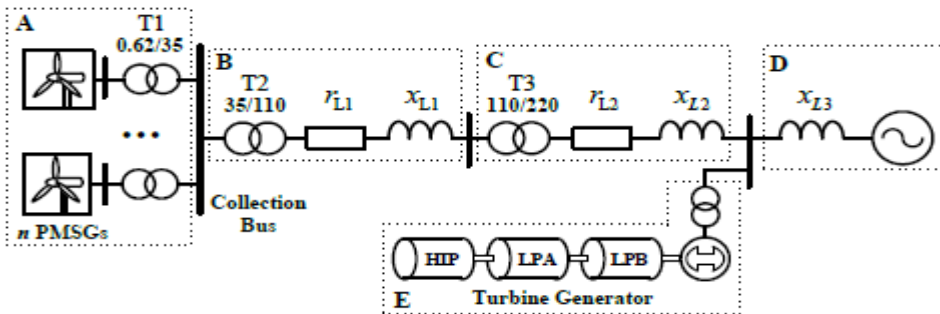 A
T1
0.62/35
n PMSGs
Collection
Bus
B
T2
35/110
rL1
xL1
C
T3
110/220
rL2
xL2
D
xL3
HIP
LPA
LPB
E
Turbine Generator